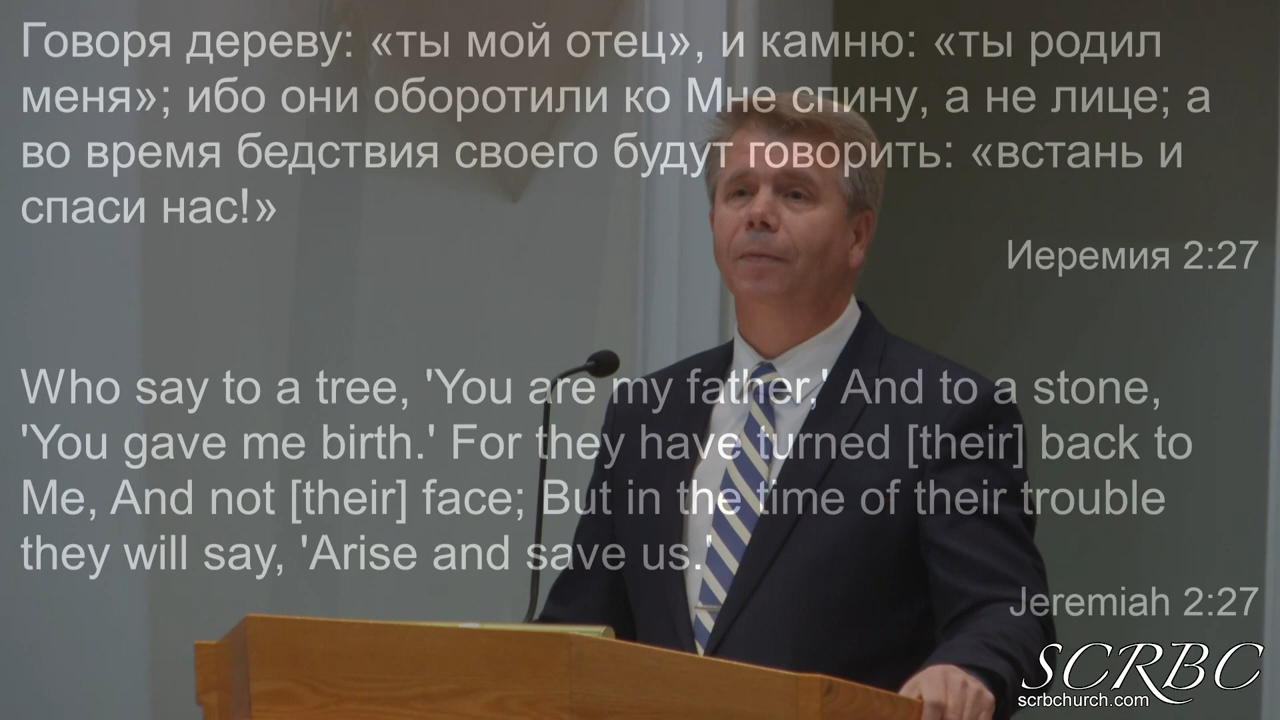 Говоря дереву: «ты мой отец», и камню: «ты родил
меня»; ибо они оборотили ко Мне спину, а не лице; а
во время бедствия своего будут говорить: «встань и
спаси нас!»
Иеремия 2:27
Who say to a tree, 'You are my father,' And to a stone,
'You gave me birth.' For they have turned [their] back to
Me, And not [their] face; But in the time of their trouble
they will say, 'Arise and save us.'
Jeremiah 2:27
SCRBC
scrbchurch.com